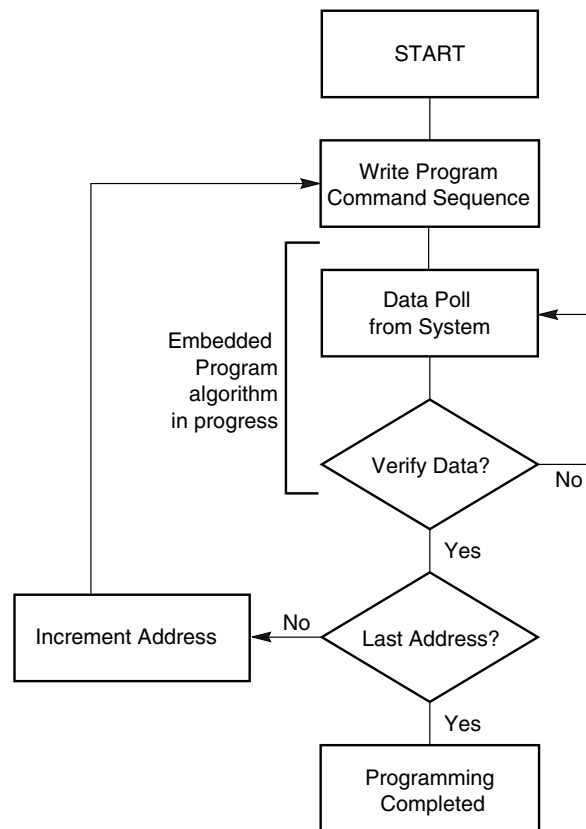 START
Write Program
Command Sequence
Data Poll
from System
Embedded
Program
algorithm
in progress
Verify Data?
No
Yes
Increment Address
No
Last Address?
Yes
Programming
Completed